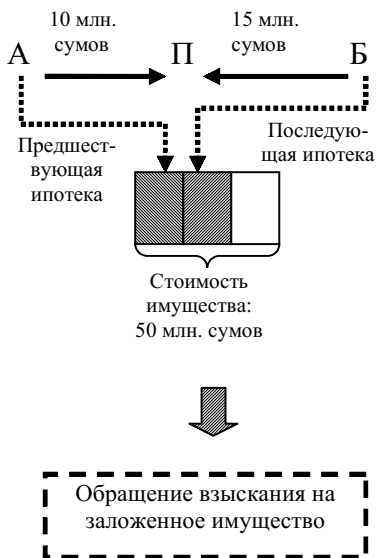 10 млн.
сумов
15 млн.
сумов
А
П
Б
Предшест-
вующая
ипотека
Последую-
щая ипотека
Стоимость
имущества:
50 млн. сумов
Обращение взыскания на
заложенное имущество